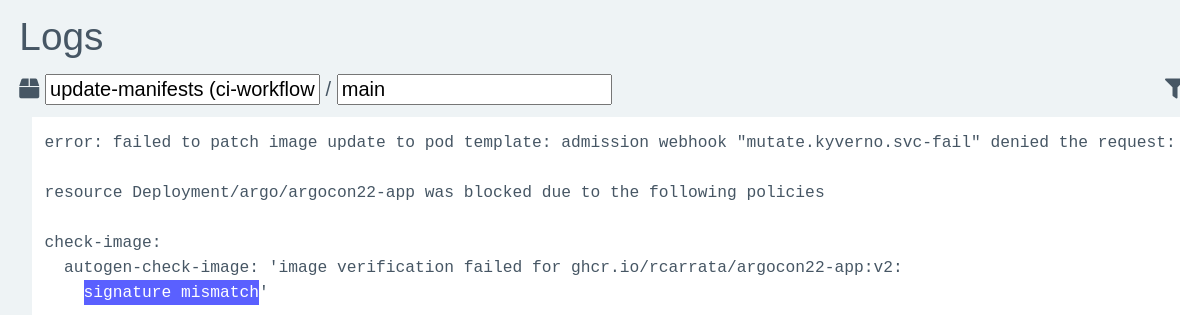 Logs
update-manifests (ci-workflow / main
error: failed to patch image update to pod template: admission webhook "mutate.kyverno.svc-fail" denied the request:
resource Deployment/argo/argocon22-app was blocked due to the following policies
check-image:
autogen-check-image: 'image verification failed for ghcr.io/rcarrata/argocon22-app:v2:
signature mismatch'